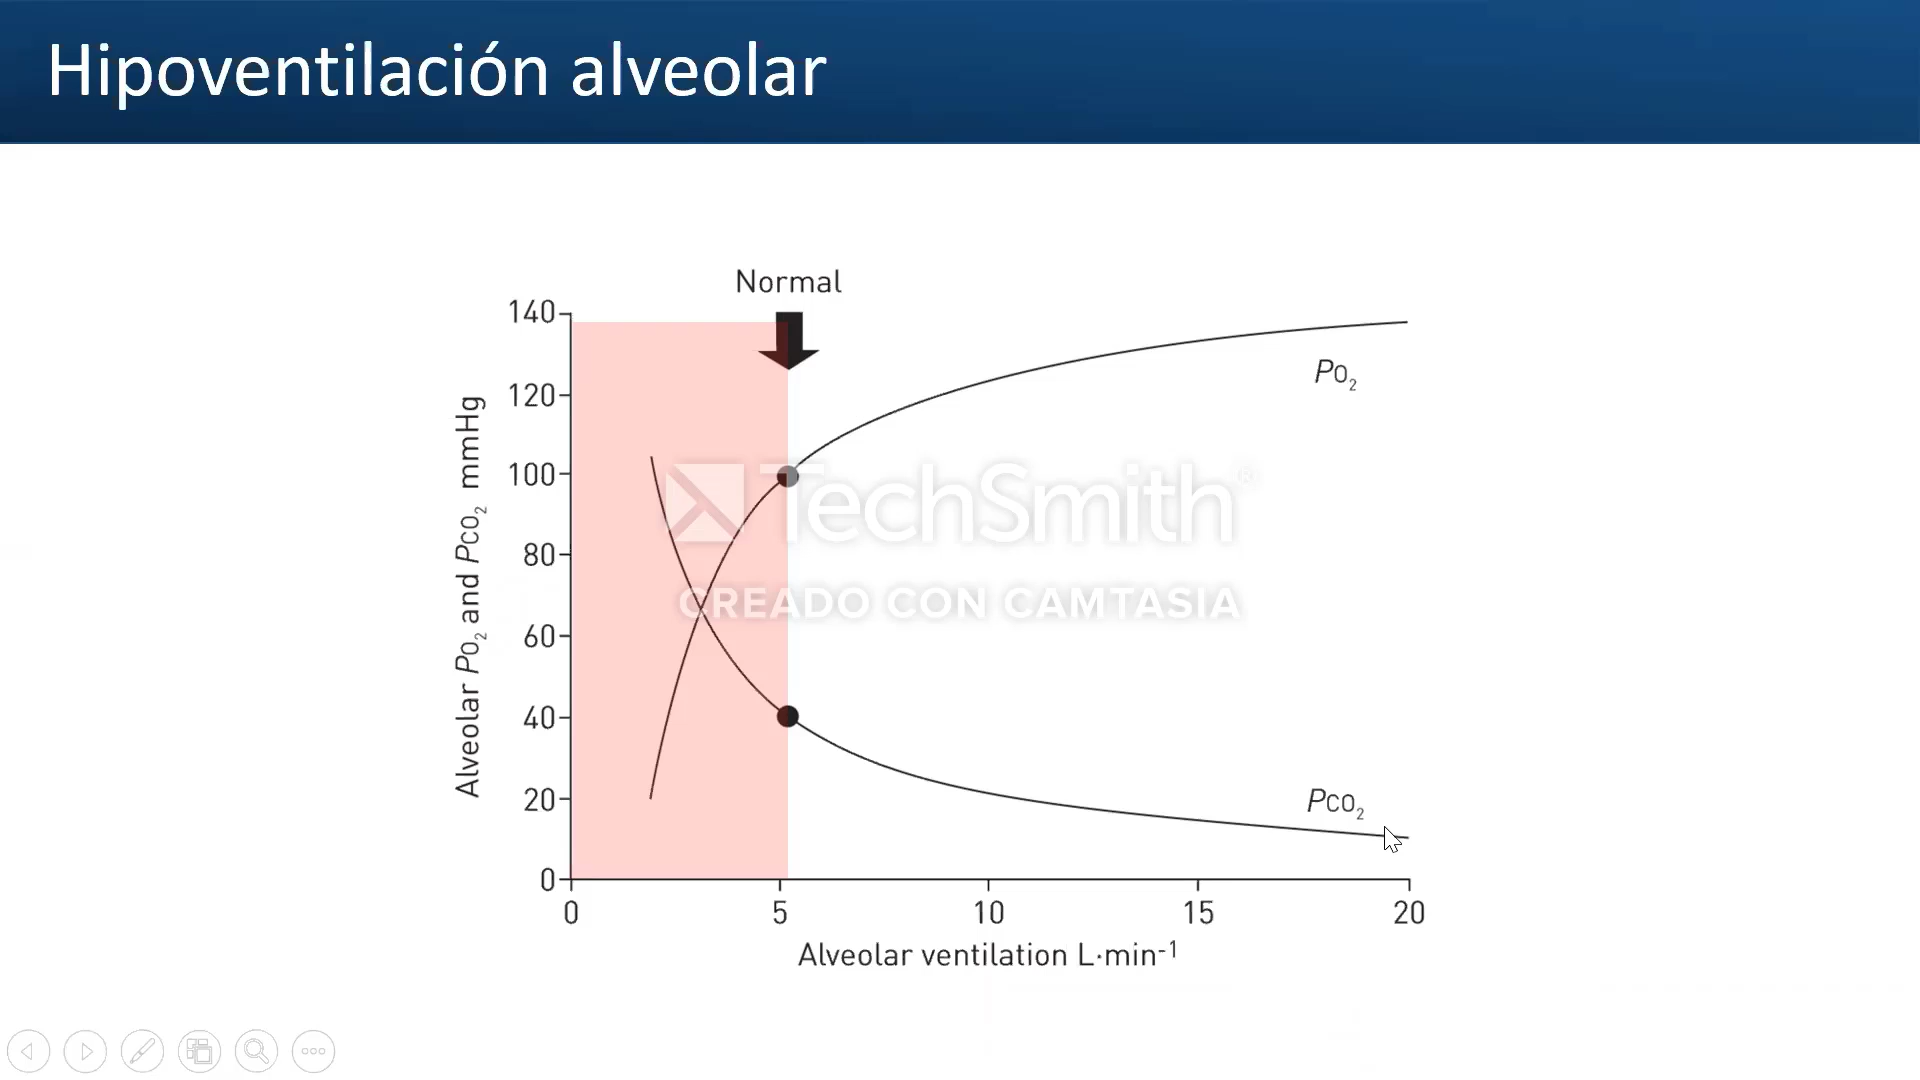 Hipoventilación alveolar
Normal
140
120
100
80
60
40
20
0
Alveolar PO₂ and PCO₂ mmHg
PO₂
PCO₂
TechSmith®
CREADO CON CAMTASIA
0 5 10 15 20
Alveolar ventilation L·min⁻¹